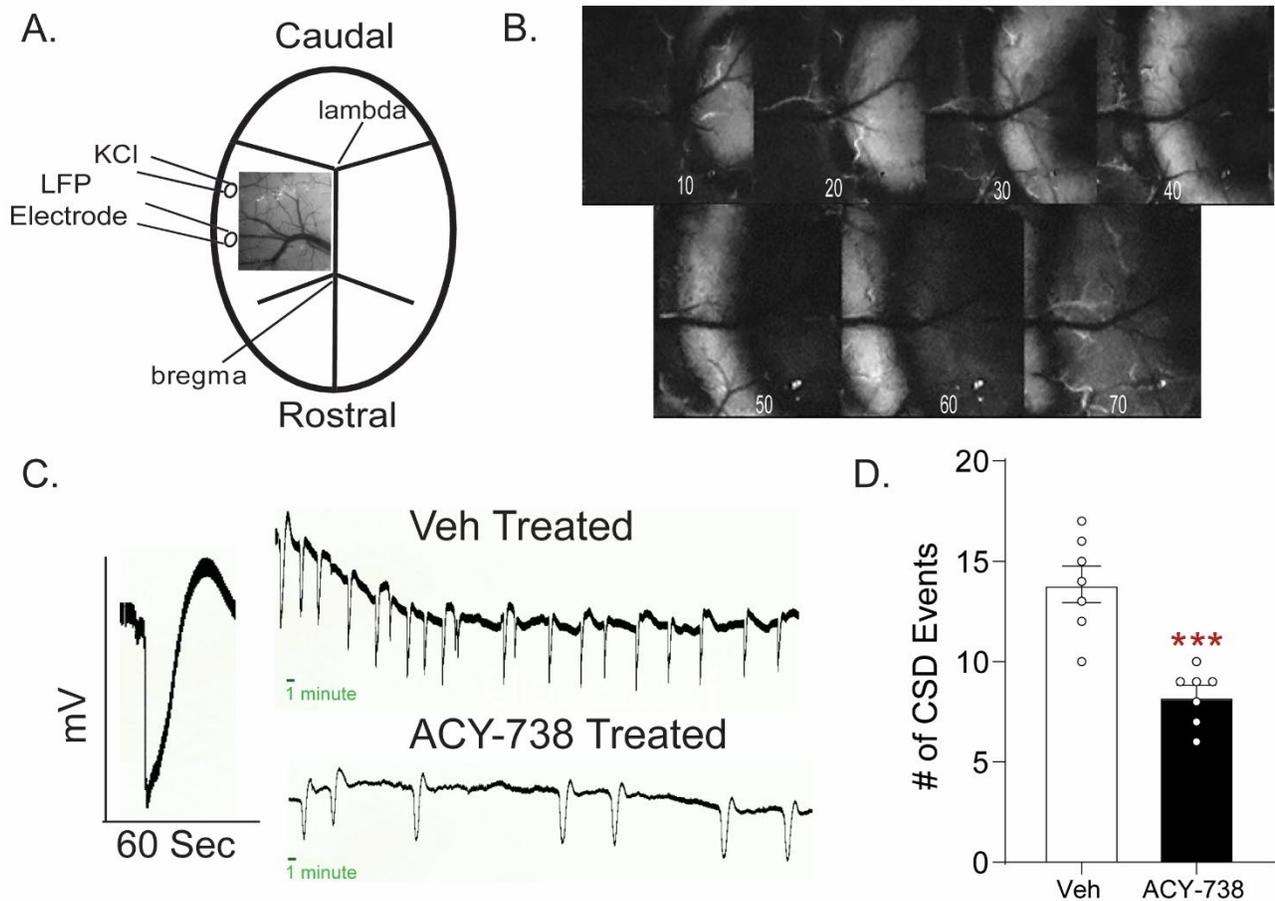 A.
Caudal
lambda
KCl
LFP
Electrode
bregma
Rostral
B.
10
20
30
40
50
60
70
C.
mV
60 Sec
Veh Treated
1 minute
ACY-738 Treated
1 minute
D.
# of CSD Events
20
15
10
5
0
***
Veh
ACY-738